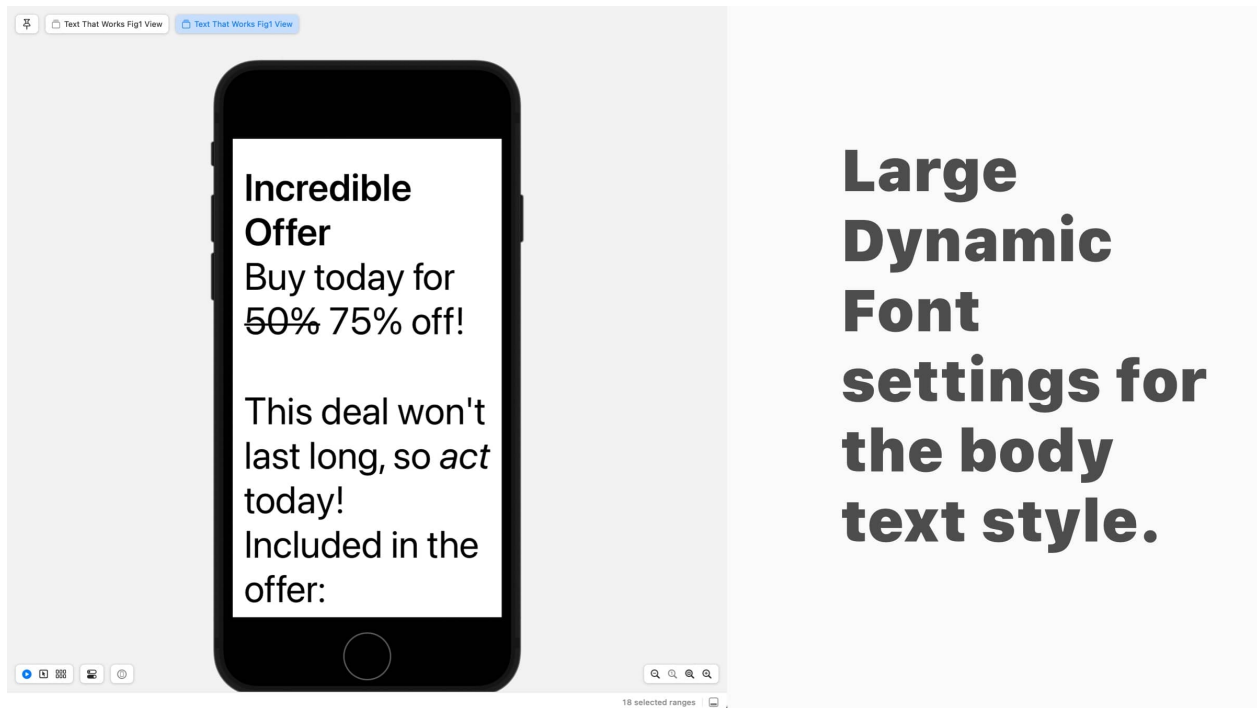 Text That Works Fig1 View
Text That Works Fig1 View
Incredible
Offer
Buy today for
50% 75% off!
This deal won't
last long, so act
today!
Included in the
offer:
18 selected ranges
Large
Dynamic
Font
settings for
the body
text style.